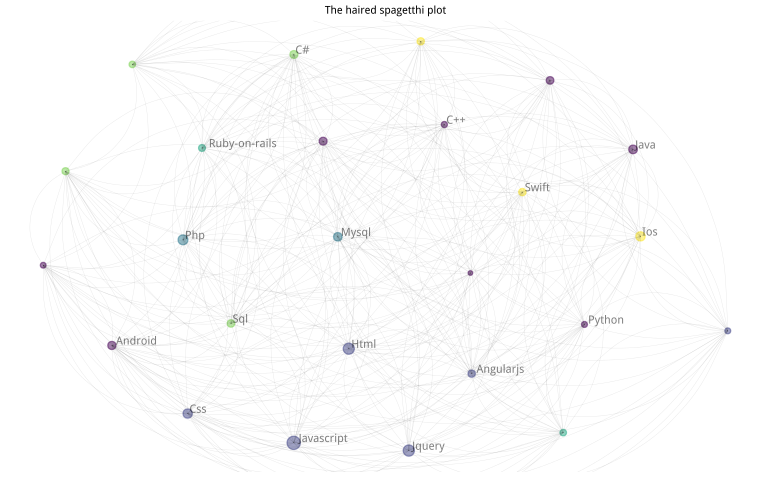 The haired spagetthi plot
C#
C++
Ruby-on-rails
Java
Swift
Php
Mysql
Ios
Sql
Python
Android
Html
Angularjs
Css
Javascript
Jquery